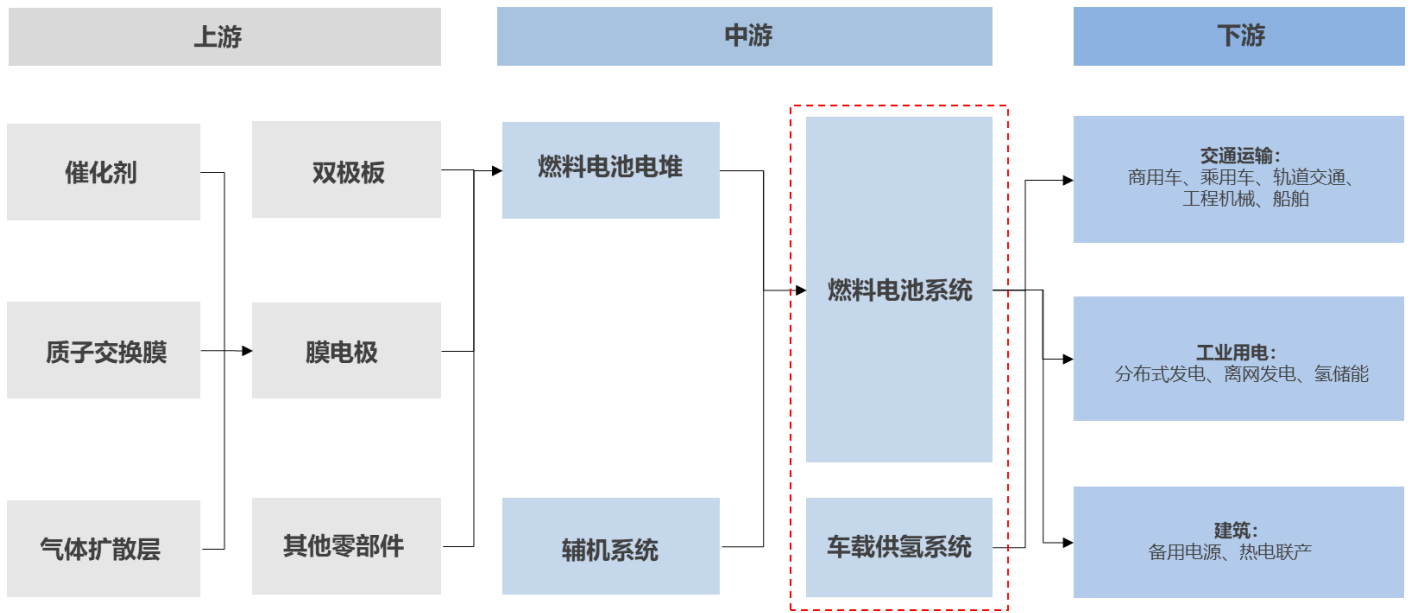 上游
中游
下游
催化剂
双极板
燃料电池电堆
燃料电池系统
交通运输:
商用车、乘用车、轨道交通、
工程机械、船舶
质子交换膜
膜电极
工业用电:
分布式发电、离网发电、氢储能
气体扩散层
其他零部件
辅机系统
车载供氢系统
建筑:
备用电源、热电联产